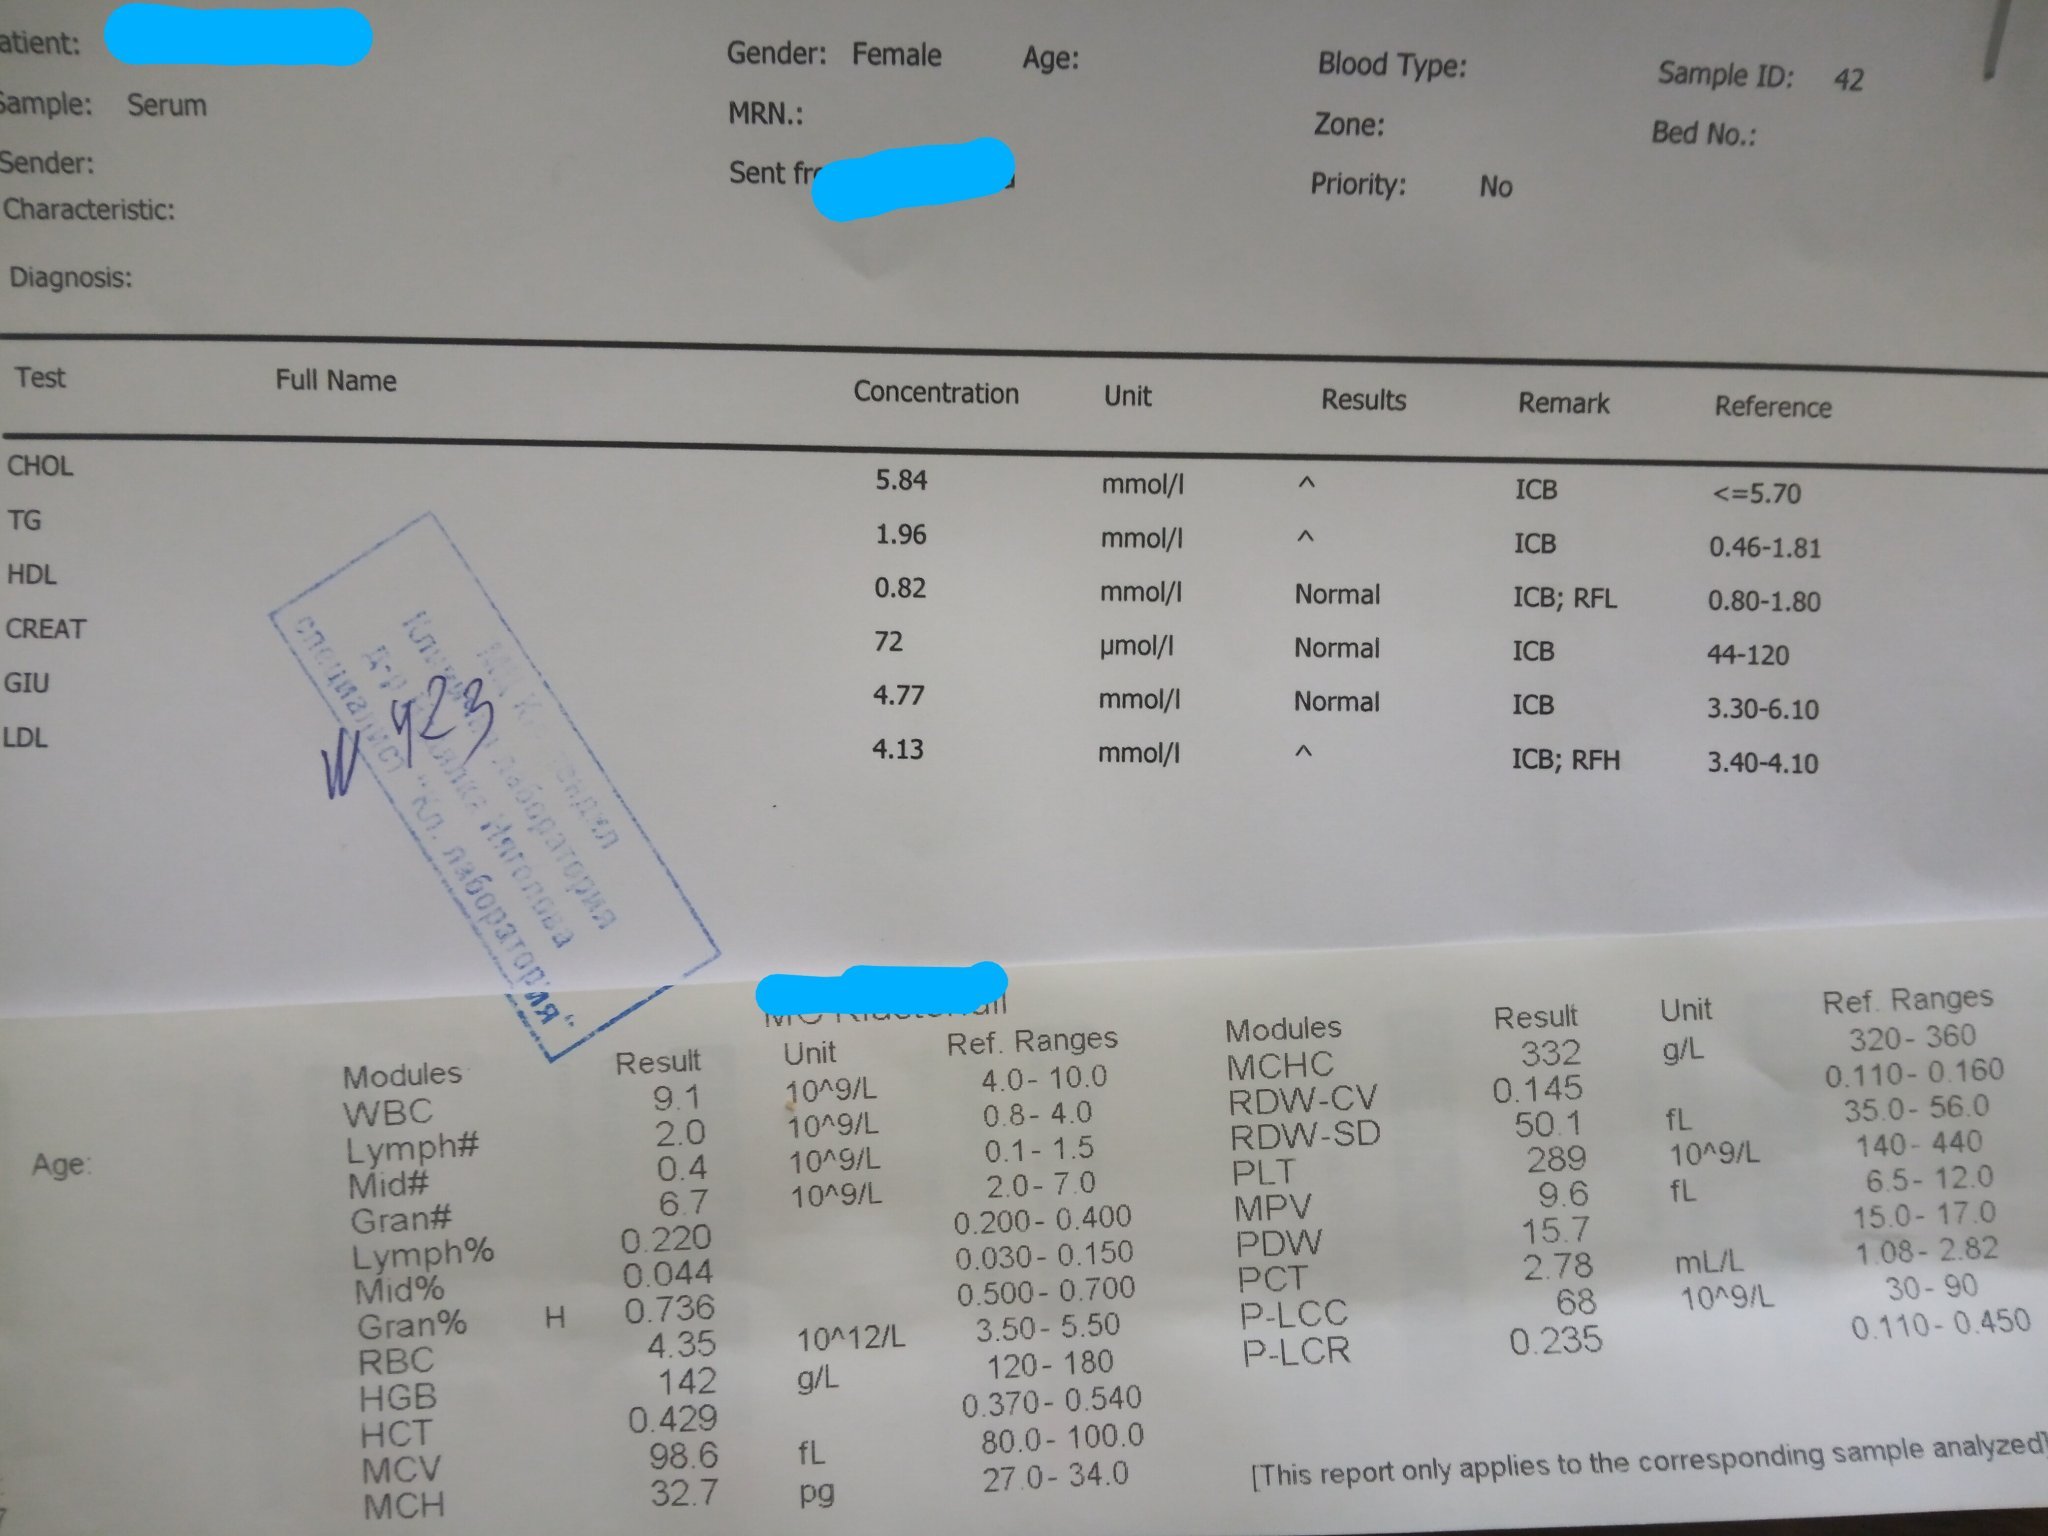 atient:
Gender: Female Age: Blood Type: Sample ID: 42
Sample: Serum MRN.: Zone: Bed No.:
Sender: Sent Priority: No
Characteristic:
Diagnosis:
Test Full Name Concentration Unit Results Remark Reference
CHOL 5.84 mmol/l ^ ICB <=5.70
TG 1.96 mmol/l ^ ICB 0.46-1.81
HDL 0.82 mmol/l Normal ICB; RFL 0.80-1.80
CREAT 72 µmol/l Normal ICB 44-120
GIU 4.77 mmol/l Normal ICB 3.30-6.10
LDL 4.13 mmol/l ^ ICB; RFH 3.40-4.10
лаборатория
специалист "Кл. лаборатория"
Modules Result Unit Ref. Ranges Modules Result Unit Ref. Ranges
WBC 9.1 10^9/L 4.0- 10.0 MCHC 332 g/L 320- 360
Lymph# 2.0 10^9/L 0.8- 4.0 RDW-CV 0.145 0.110- 0.160
Age: Mid# 0.4 10^9/L 0.1- 1.5 RDW-SD 50.1 fL 35.0- 56.0
Gran# 6.7 10^9/L 2.0- 7.0 PLT 289 10^9/L 140- 440
Lymph% 0.220 0.200- 0.400 MPV 9.6 fL 6.5- 12.0
Mid% 0.044 0.030- 0.150 PDW 15.7 15.0- 17.0
Gran% H 0.736 0.500- 0.700 PCT 2.78 mL/L 1.08- 2.82
RBC 4.35 10^12/L 3.50- 5.50 P-LCC 68 10^9/L 30- 90
HGB 142 g/L 120- 180 P-LCR 0.235 0.110- 0.450
HCT 0.429 0.370- 0.540
MCV 98.6 fL 80.0- 100.0
MCH 32.7 pg 27.0- 34.0
[This report only applies to the corresponding sample analyzed]